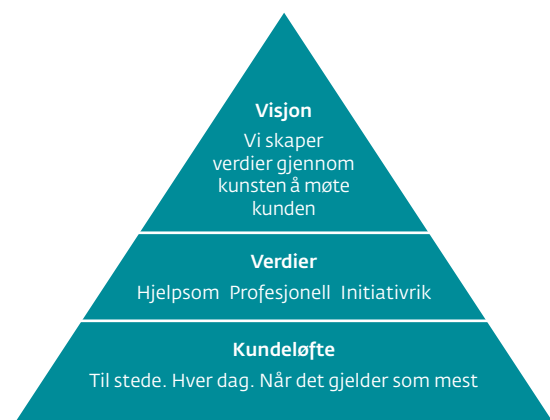 Visjon
Vi skaper
verdier gjennom
kunsten å møte
kunden
Verdier
Hjelpsom Profesjonell Initiativrik
Kundeløfte
Til stede. Hver dag. Når det gjelder som mest